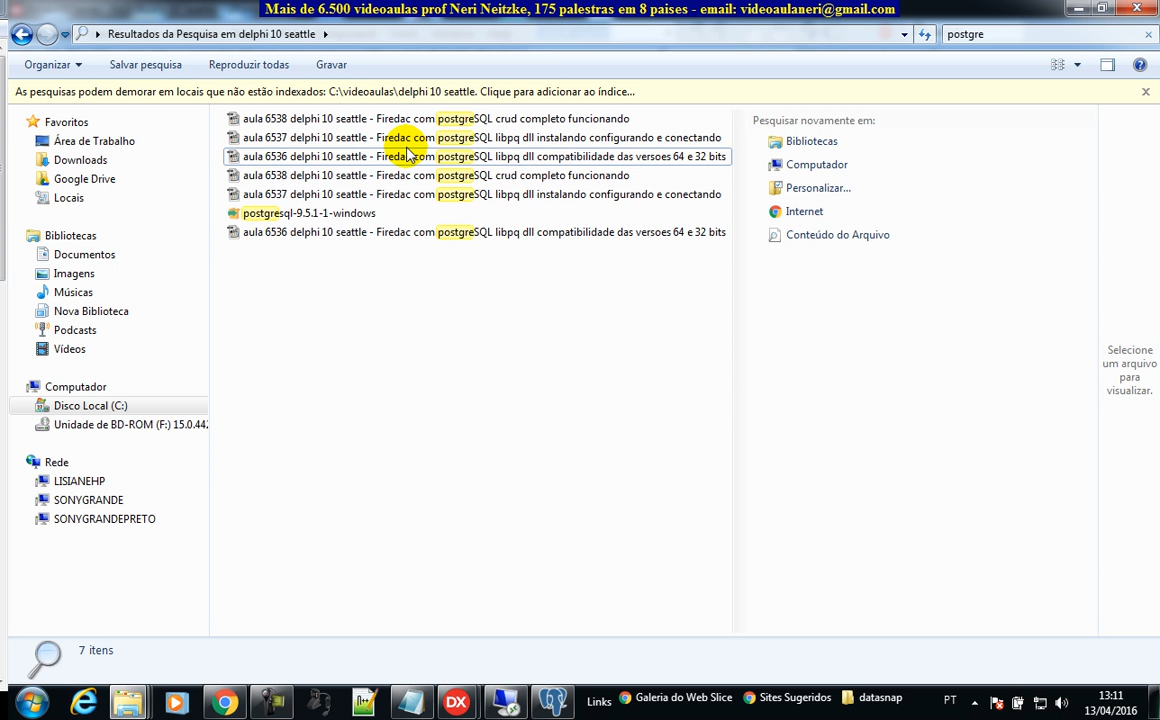 Mais de 6.500 videoaulas prof Neri Neitzke, 175 palestras em 8 paises - email: videoaulaneri@gmail.com
Resultados da Pesquisa em delphi 10 seattle
postgre
Organizar
Salvar pesquisa
Reproduzir todas
Gravar
As pesquisas podem demorar em locais que não estão indexados: C:\videoaulas\delphi 10 seattle. Clique para adicionar ao índice...
Favoritos
Área de Trabalho
Downloads
Google Drive
Locais
Bibliotecas
Documentos
Imagens
Músicas
Nova Biblioteca
Podcasts
Vídeos
Computador
Disco Local (C:)
Unidade de BD-ROM (F:) 15.0.442
Rede
LISIANEHP
SONYGRANDE
SONYGRANDEPRETO
aula 6538 delphi 10 seattle - Firedac com postgreSQL crud completo funcionando
aula 6537 delphi 10 seattle - Firedac com postgreSQL libpq dll instalando configurando e conectando
aula 6536 delphi 10 seattle - Firedac com postgreSQL libpq dll compatibilidade das versoes 64 e 32 bits
aula 6538 delphi 10 seattle - Firedac com postgreSQL crud completo funcionando
aula 6537 delphi 10 seattle - Firedac com postgreSQL libpq dll instalando configurando e conectando
postgresql-9.5.1-1-windows
aula 6536 delphi 10 seattle - Firedac com postgreSQL libpq dll compatibilidade das versoes 64 e 32 bits
Pesquisar novamente em:
Bibliotecas
Computador
Personalizar...
Internet
Conteúdo do Arquivo
Selecione
um arquivo
para
visualizar.
7 itens
Links
Galeria do Web Slice
Sites Sugeridos
datasnap
PT
13:11
13/04/2016